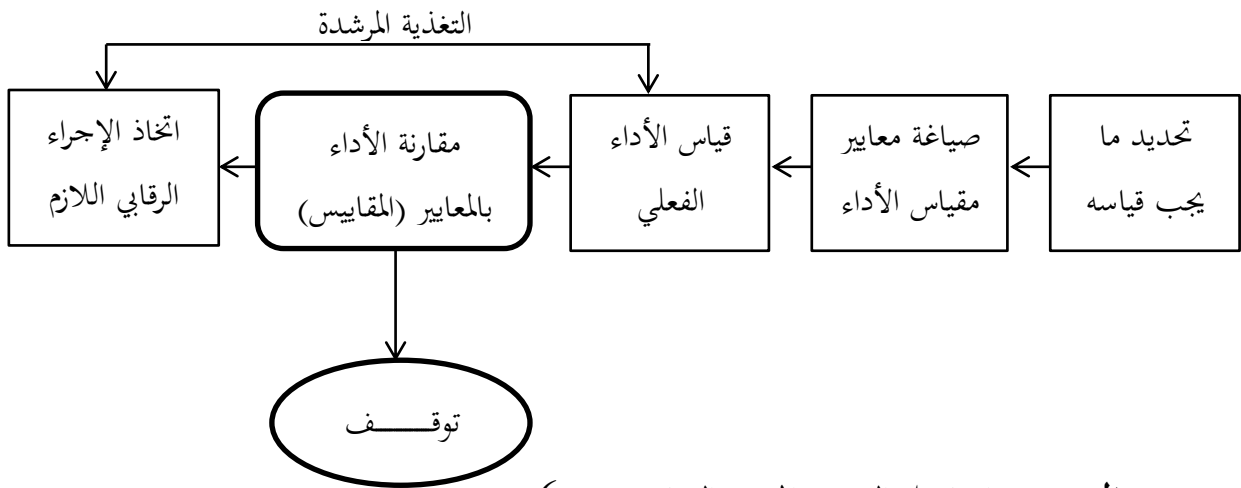 التغذية المرشدة
تحديد ما
يجب قياسه
صياغة معايير
مقياس الأداء
قياس الأداء
الفعلي
مقارنة الأداء
بالمعايير (المقاييس)
اتخاذ الإجراء
الرقابي اللازم
توقــــــف